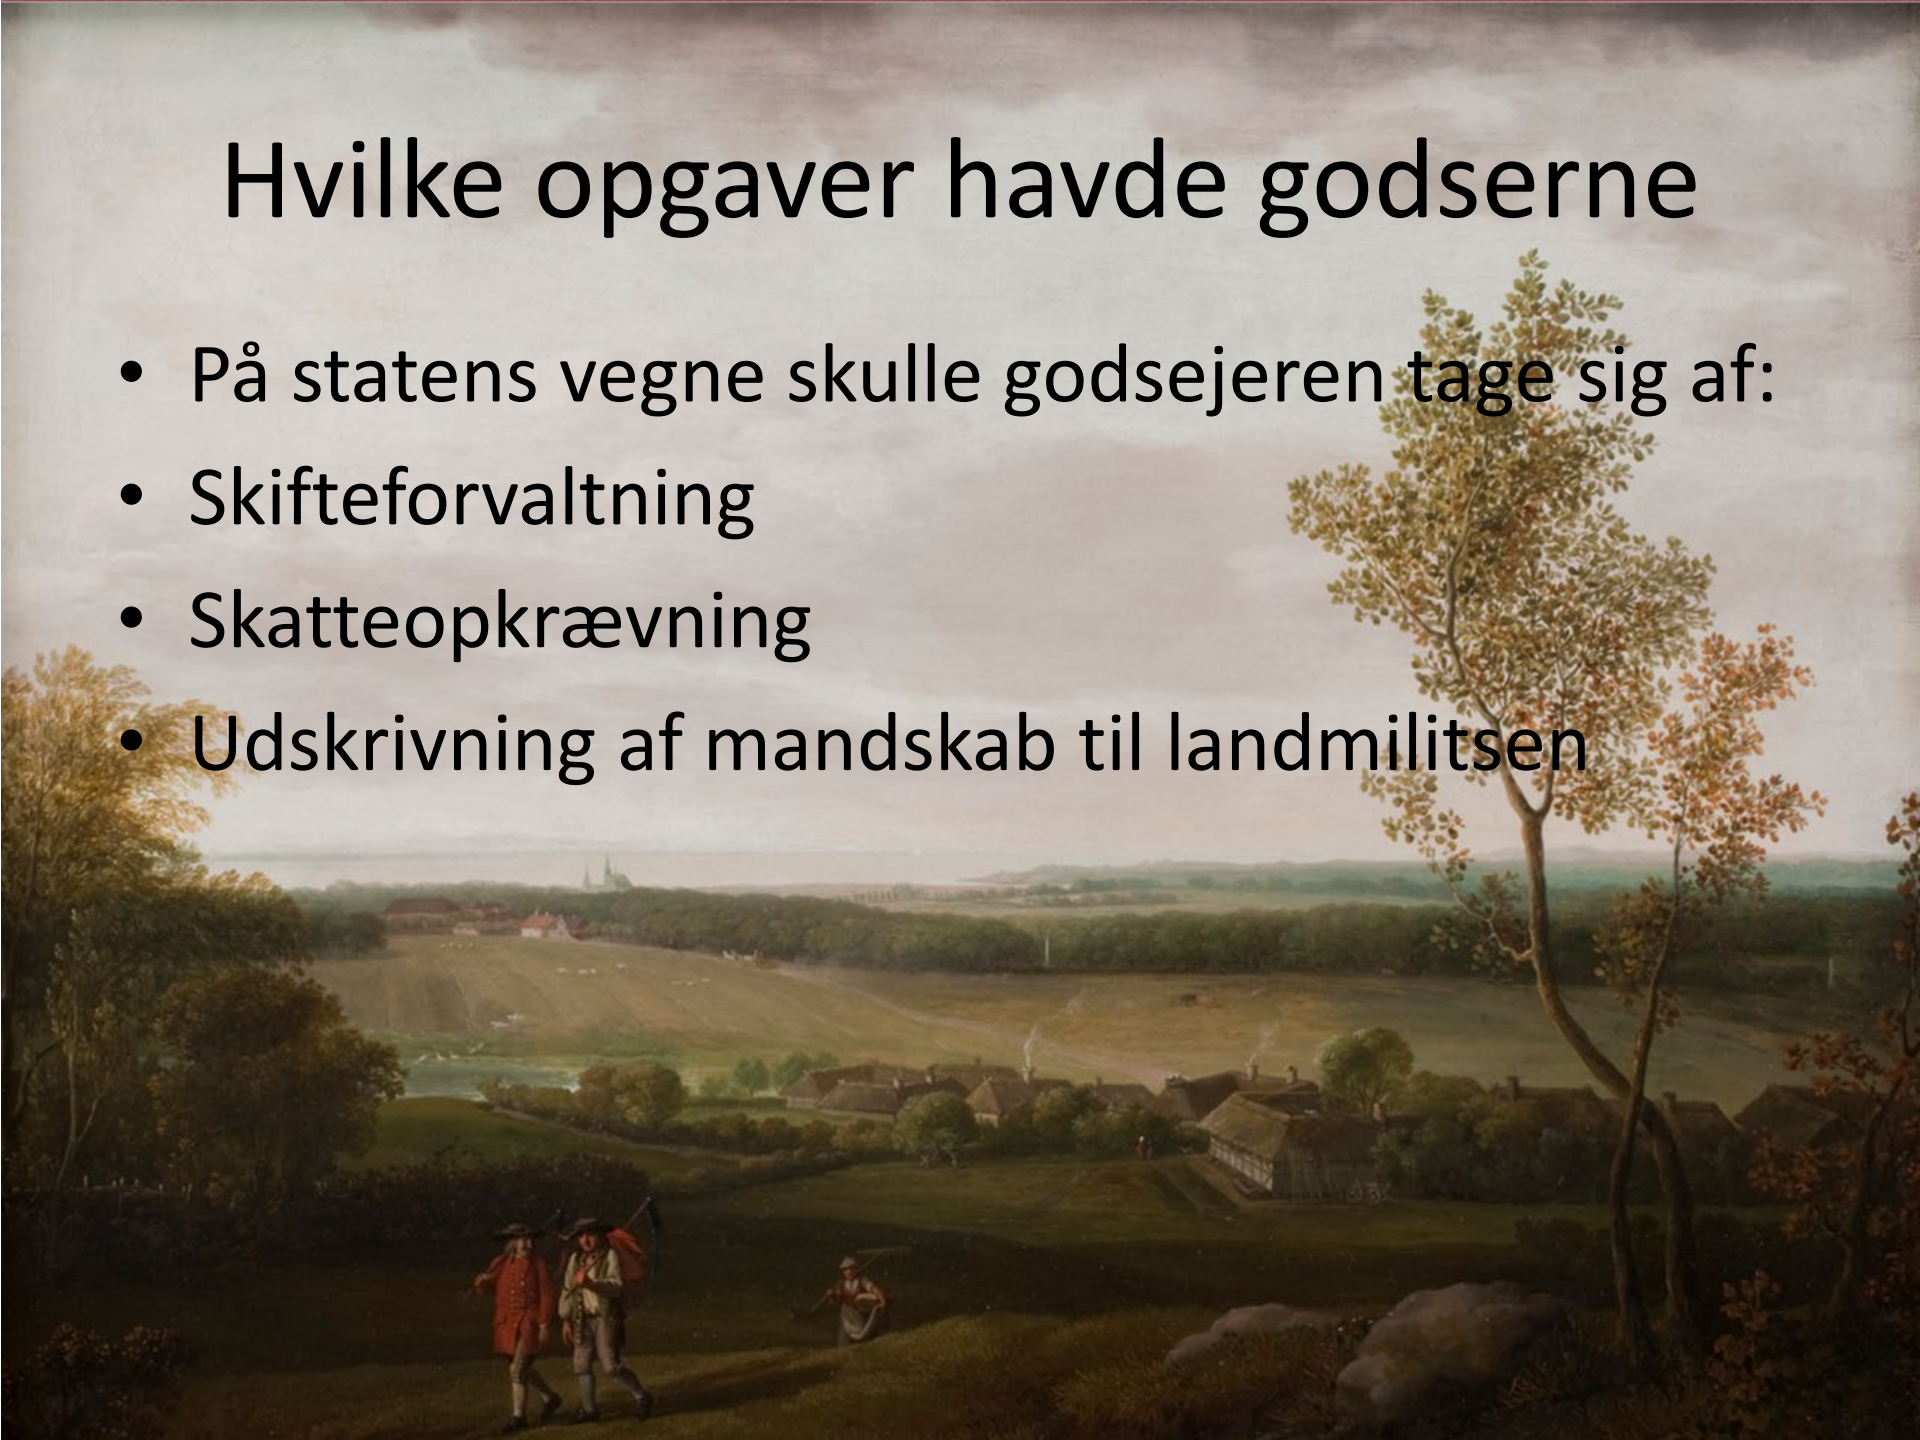 Hvilke opgaver havde godserne
• På statens vegne skulle godsejeren tage sig af:
• Skifteforvaltning
• Skatteopkrævning
• Udskrivning af mandskab til landmilitsen